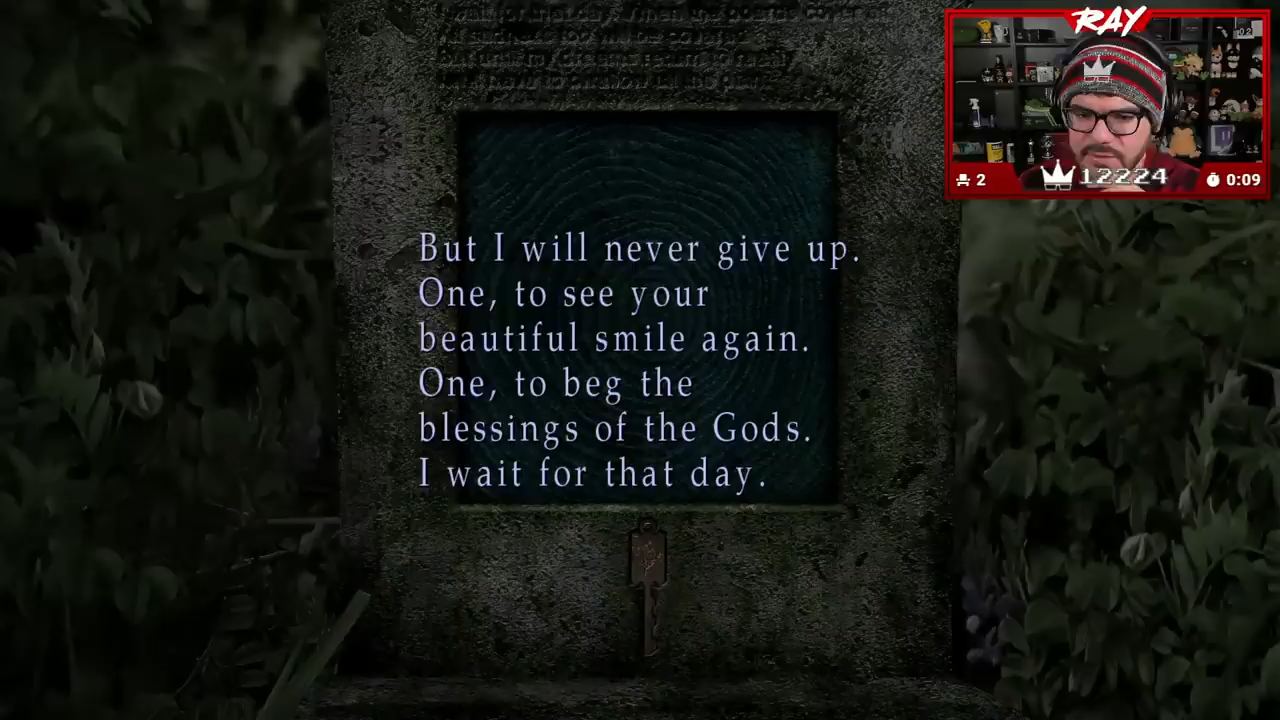 RAY
2
12224
0:09
But I will never give up.
One, to see your
beautiful smile again.
One, to beg the
blessings of the Gods.
I wait for that day.